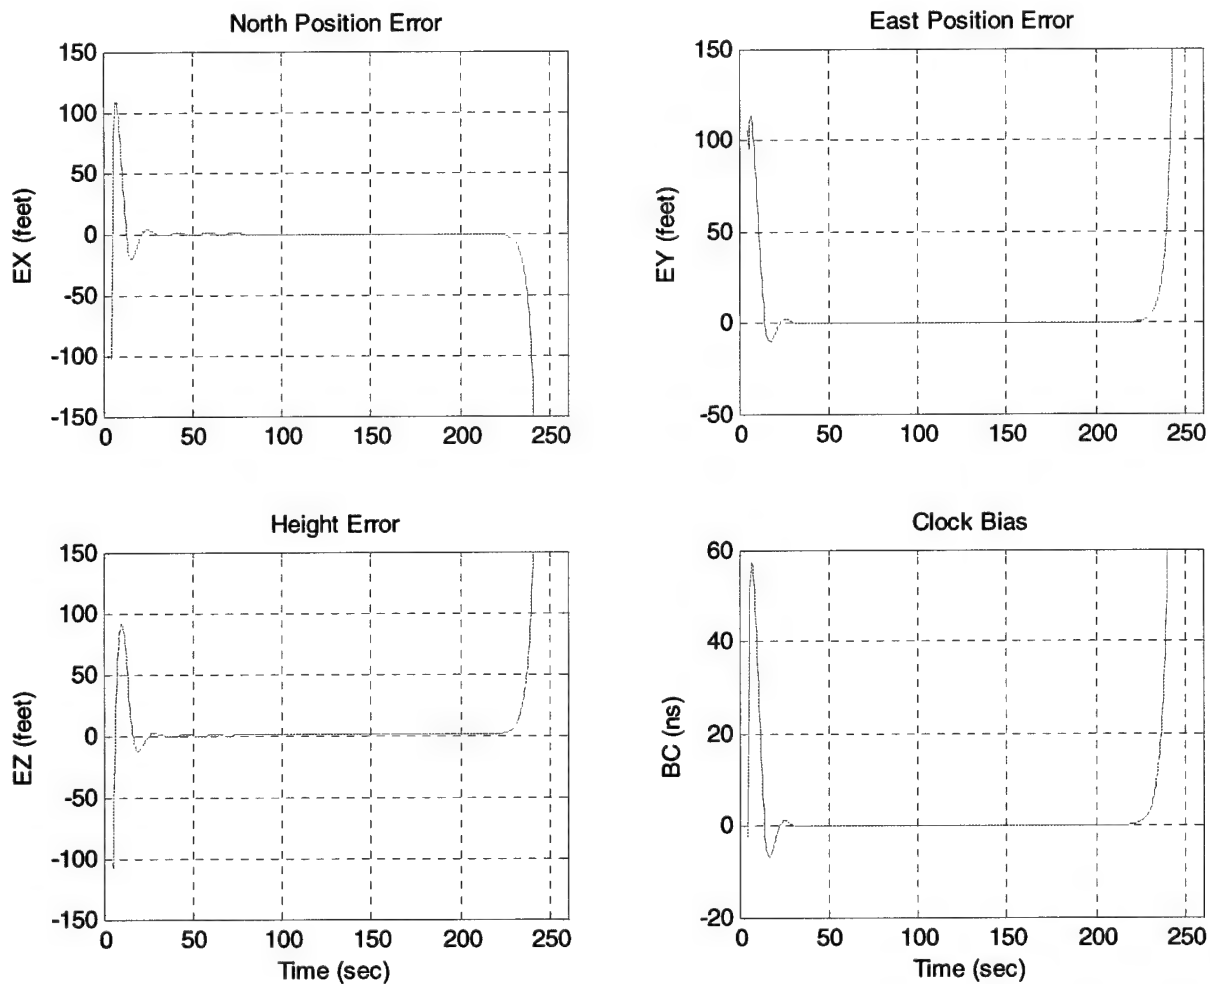 North Position Error
150
100
50
0
-50
-100
-150
EX (feet)
0 50 100 150 200 250
East Position Error
150
100
50
0
-50
EY (feet)
0 50 100 150 200 250
Height Error
150
100
50
0
-50
-100
-150
EZ (feet)
0 50 100 150 200 250
Time (sec)
Clock Bias
60
40
20
0
-20
BC (ns)
0 50 100 150 200 250
Time (sec)